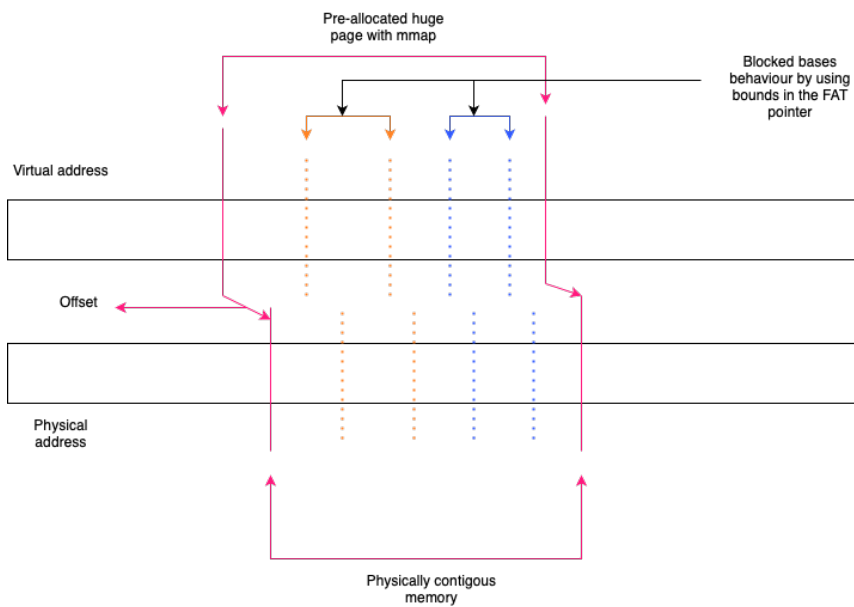 Pre-allocated huge
page with mmap
Blocked bases
behaviour by using
bounds in the FAT
pointer
Virtual address
Offset
Physical
address
Physically contigous
memory